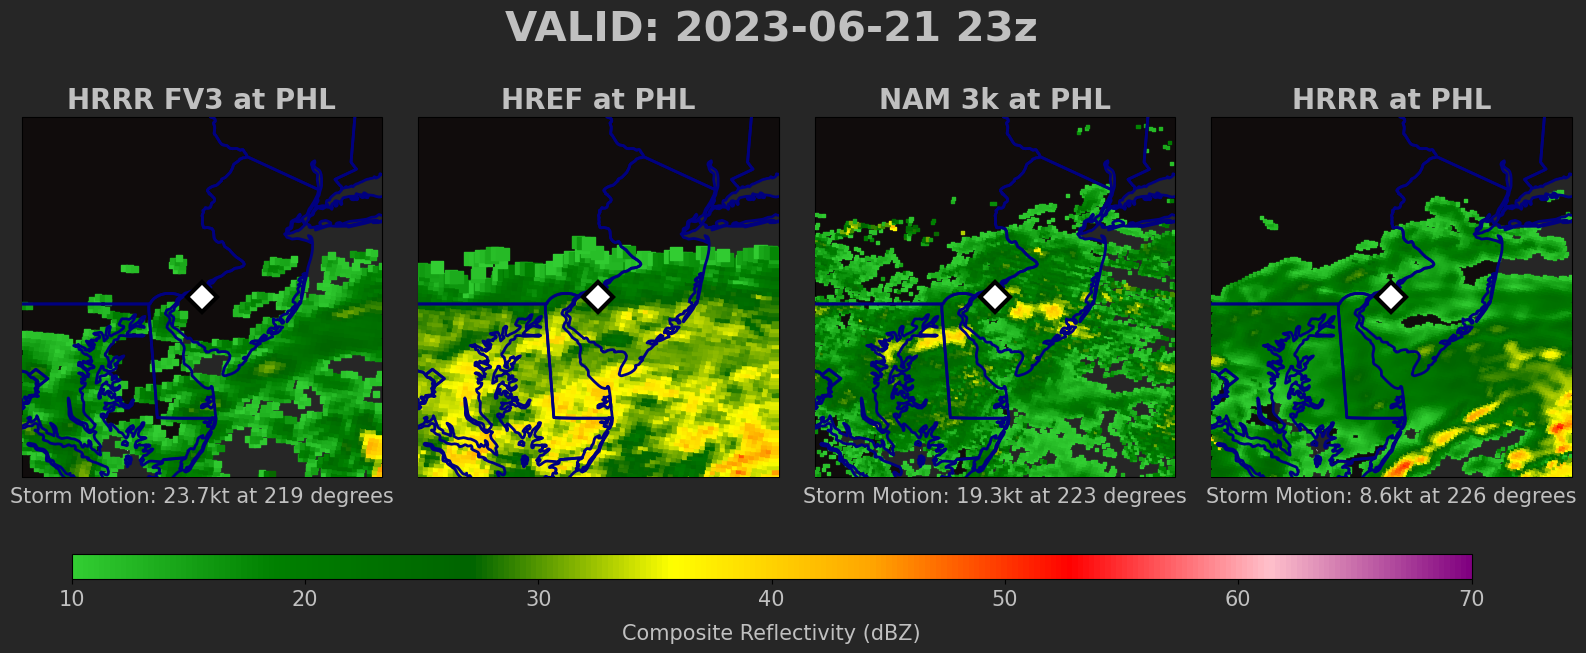 VALID: 2023-06-21 23z
HRRR FV3 at PHL
HREF at PHL
NAM 3k at PHL
HRRR at PHL
Storm Motion: 23.7kt at 219 degrees
Storm Motion: 19.3kt at 223 degrees
Storm Motion: 8.6kt at 226 degrees
10 20 30 40 50 60 70
Composite Reflectivity (dBZ)